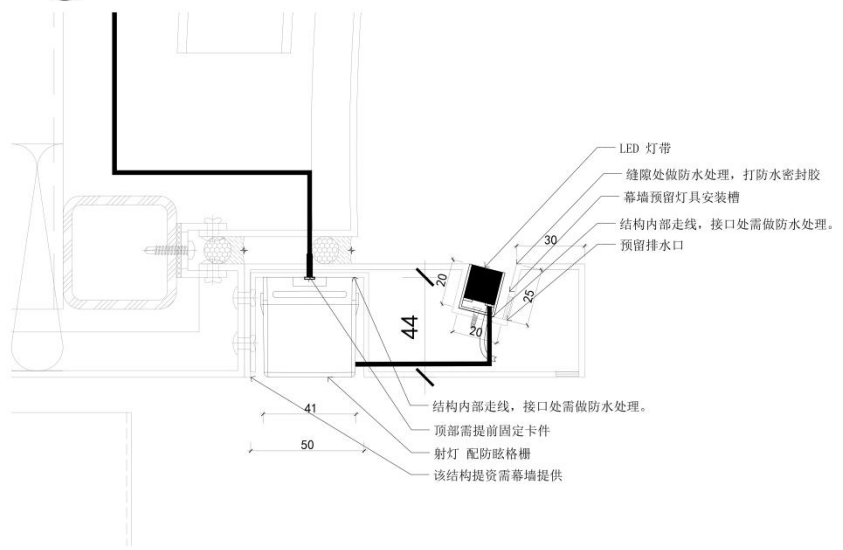 LED 灯带
缝隙处做防水处理，打防水密封胶
幕墙预留灯具安装槽
结构内部走线，接口处需做防水处理。
预留排水口
30
20
25
44
20
结构内部走线，接口处需做防水处理。
41
顶部需提前固定卡件
50
射灯 配防眩格栅
该结构提资需幕墙提供